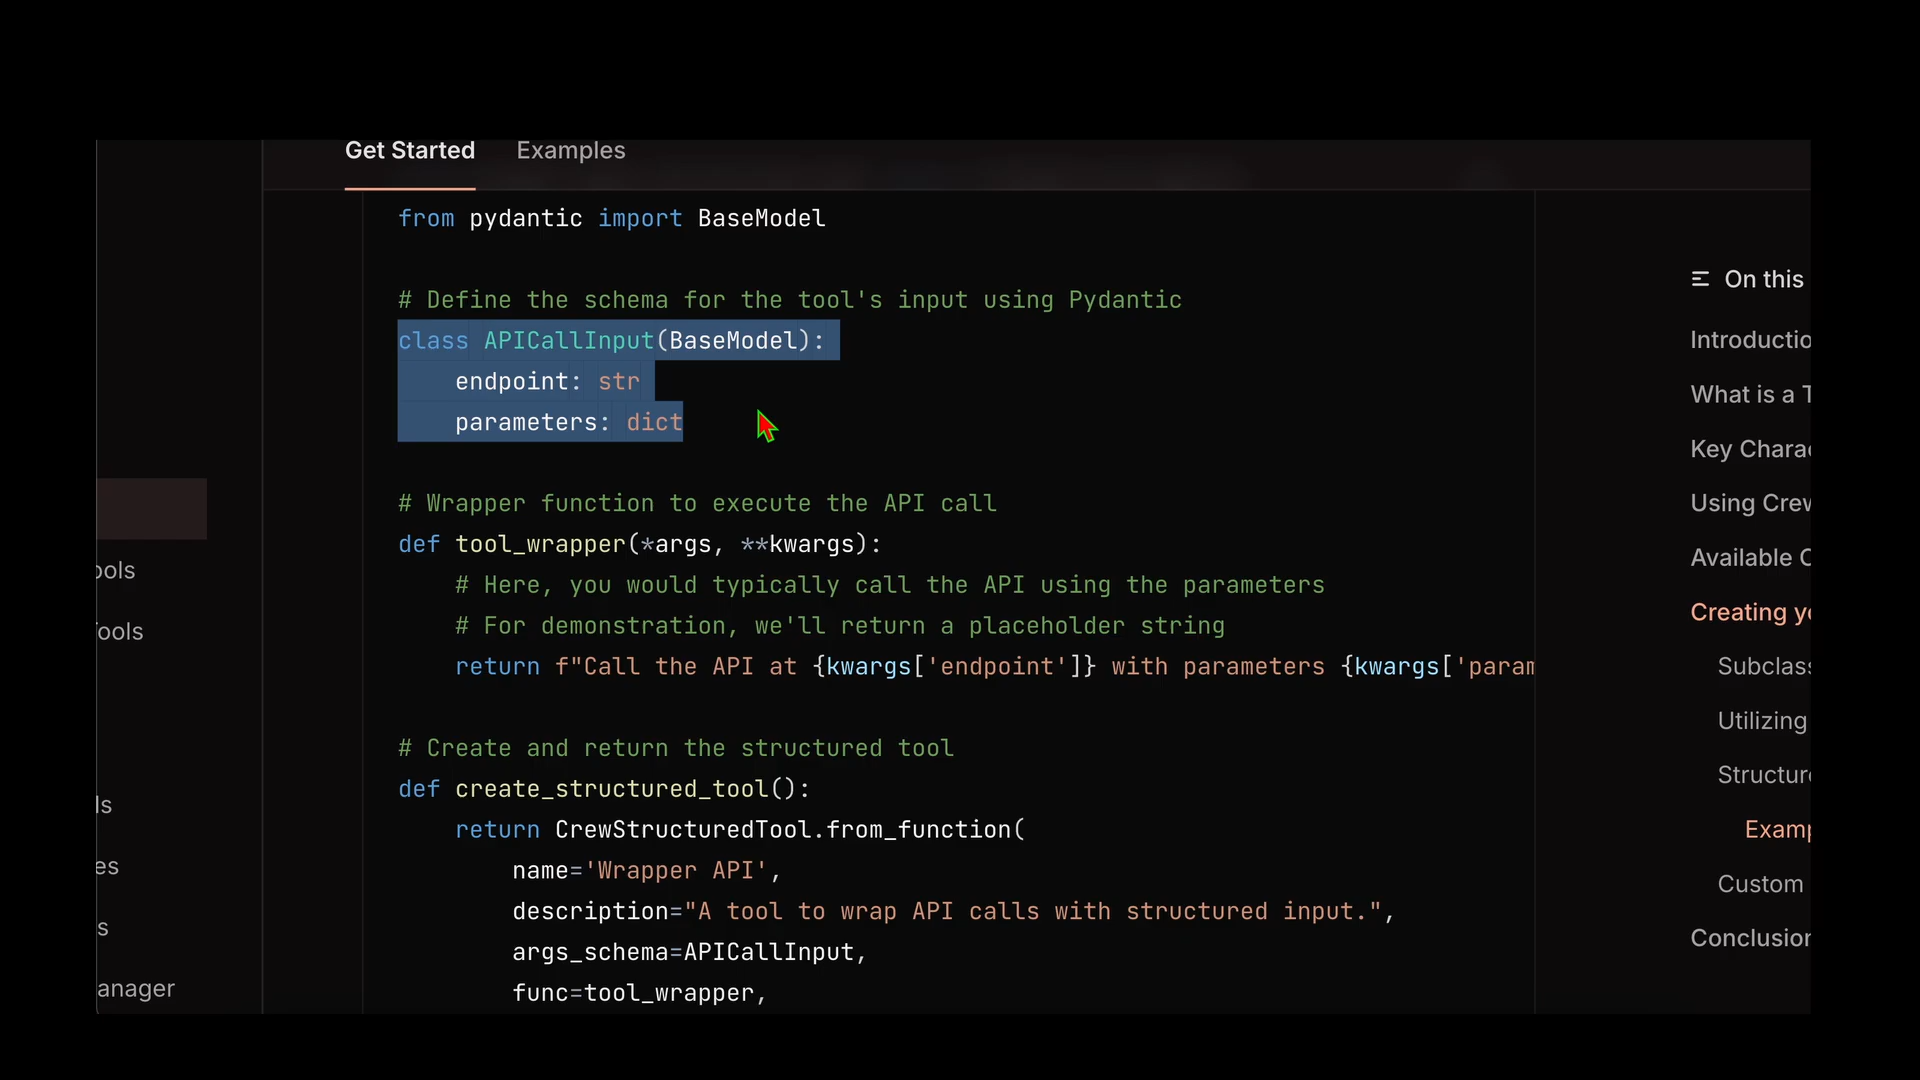 Get Started
Examples
from pydantic import BaseModel
# Define the schema for the tool's input using Pydantic
class APICallInput(BaseModel):
    endpoint: str
    parameters: dict
# Wrapper function to execute the API call
def tool_wrapper(*args, **kwargs):
    # Here, you would typically call the API using the parameters
    # For demonstration, we'll return a placeholder string
    return f"Call the API at {kwargs['endpoint']} with parameters {kwargs['param
# Create and return the structured tool
def create_structured_tool():
    return CrewStructuredTool.from_function(
        name='Wrapper API',
        description="A tool to wrap API calls with structured input.",
        args_schema=APICallInput,
        func=tool_wrapper,
ools
ools
ls
es
s
anager
On this
Introductio
What is a T
Key Charac
Using Crew
Available C
Creating yo
Subclass
Utilizing
Structure
Examp
Custom
Conclusion